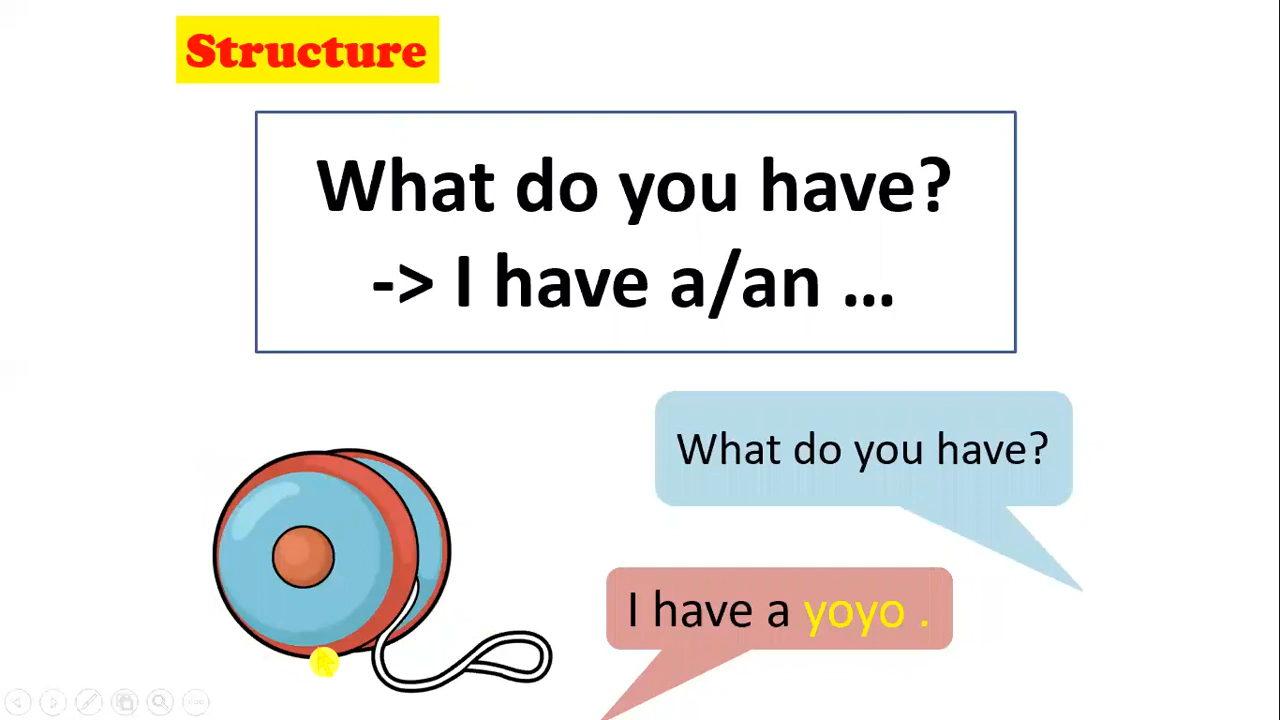 Structure
What do you have?
-> I have a/an ...
What do you have?
I have a yoyo .